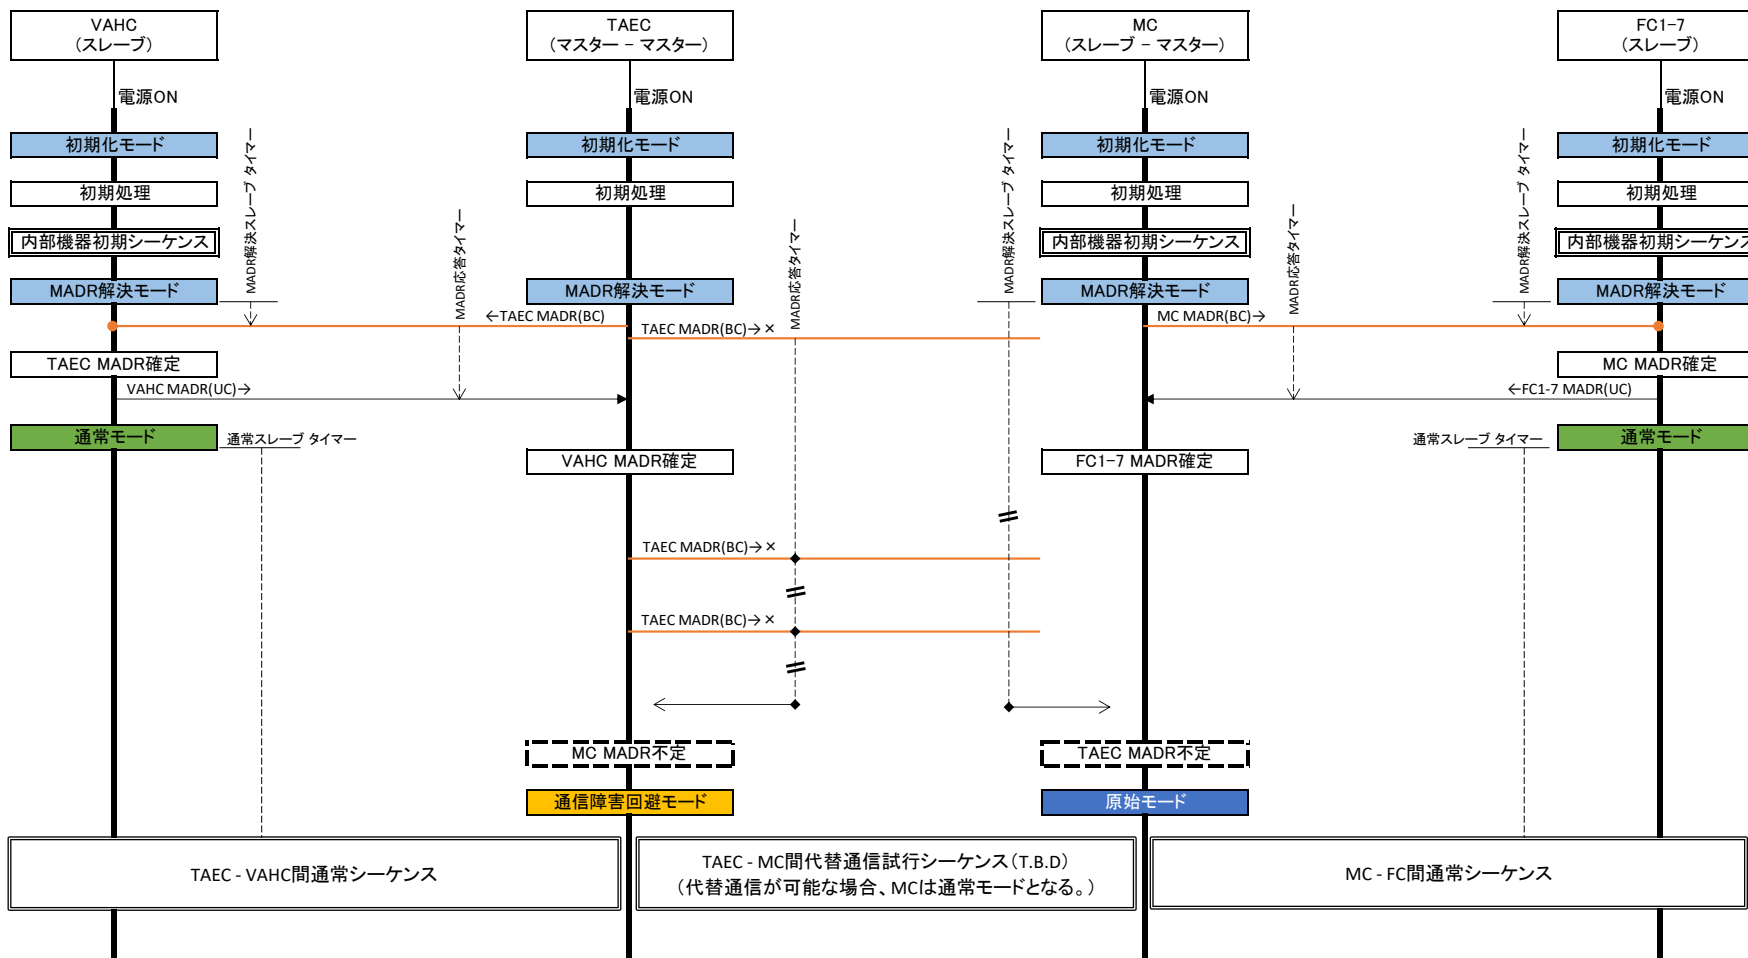 VAHC
(スレーブ)
TAEC
(マスター − マスター)
MC
(スレーブ − マスター)
FC1-7
(スレーブ)
電源ON
電源ON
電源ON
電源ON
初期化モード
初期化モード
初期化モード
初期化モード
MADR解決スレーブ タイマー
MADR解決スレーブ タイマー
MADR解決スレーブ タイマー
初期処理
初期処理
初期処理
初期処理
MADR応答タイマー
MADR応答タイマー
MADR応答タイマー
内部機器初期シーケンス
内部機器初期シーケンス
内部機器初期シーケンス
MADR解決モード
MADR解決モード
MADR解決モード
MADR解決モード
←TAEC MADR(BC)
TAEC MADR(BC)→ ×
MC MADR(BC)→
TAEC MADR確定
MC MADR確定
VAHC MADR(UC)→
←FC1-7 MADR(UC)
通常モード
通常スレーブ タイマー
通常スレーブ タイマー
通常モード
VAHC MADR確定
FC1-7 MADR確定
TAEC MADR(BC)→ ×
TAEC MADR(BC)→ ×
MC MADR不定
TAEC MADR不定
通信障害回避モード
原始モード
TAEC - VAHC間通常シーケンス
TAEC - MC間代替通信試行シーケンス(T.B.D)
(代替通信が可能な場合、MCは通常モードとなる。)
MC - FC間通常シーケンス